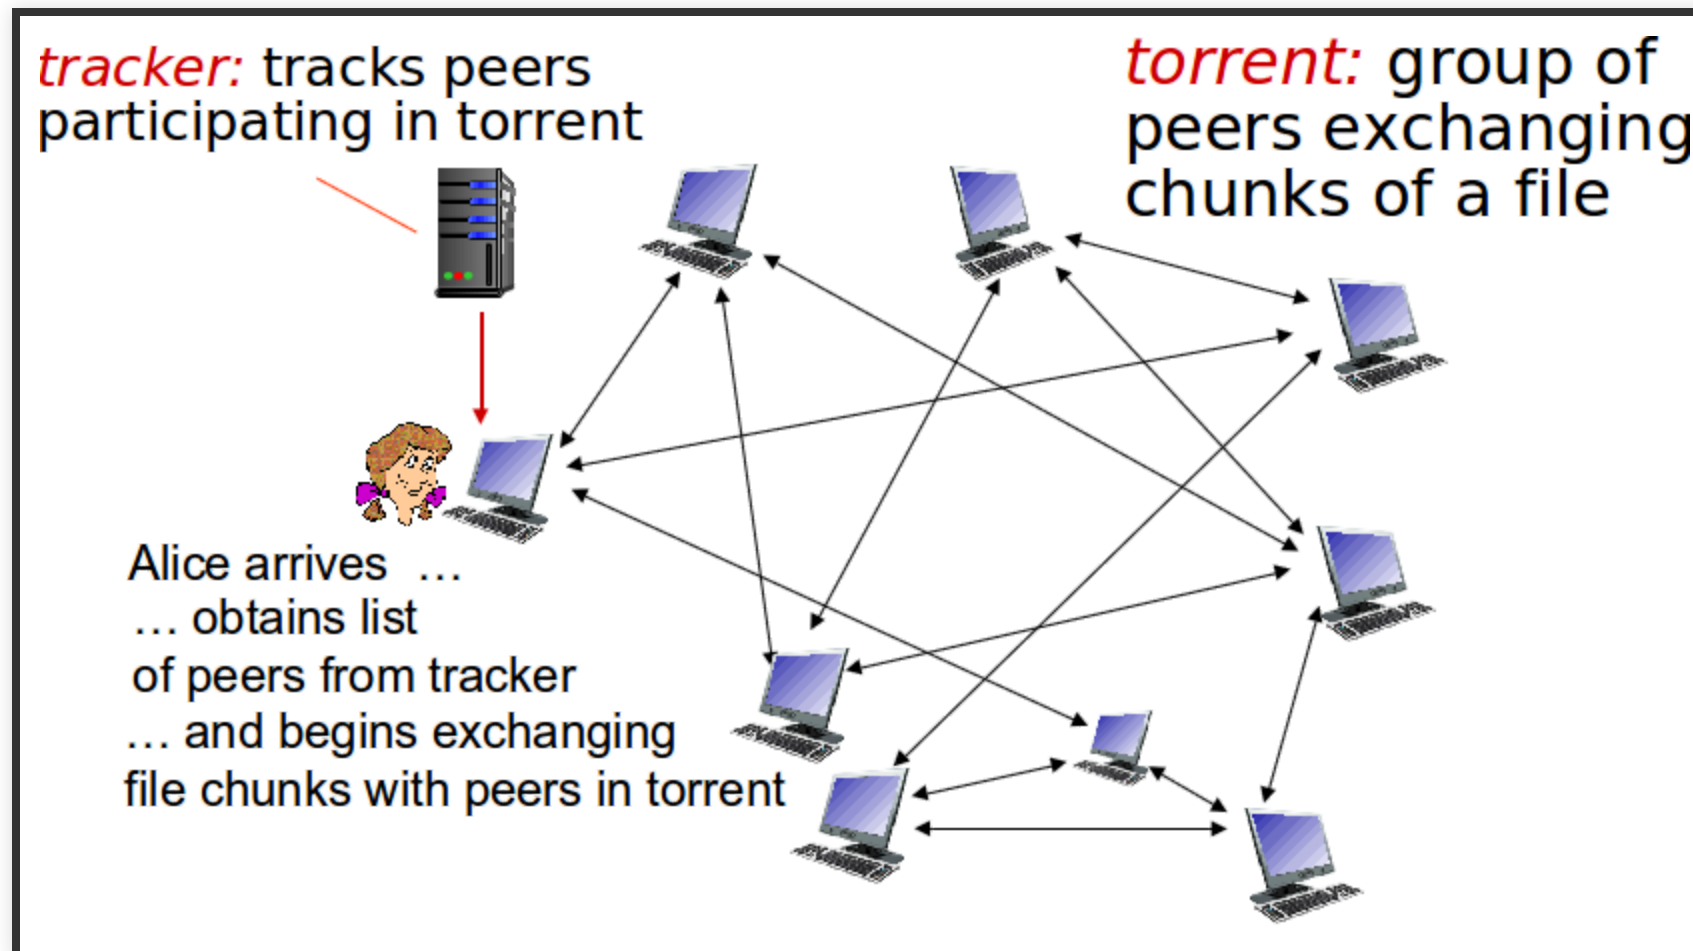 tracker: tracks peers
participating in torrent
torrent: group of
peers exchanging
chunks of a file
Alice arrives …
… obtains list
of peers from tracker
… and begins exchanging
file chunks with peers in torrent